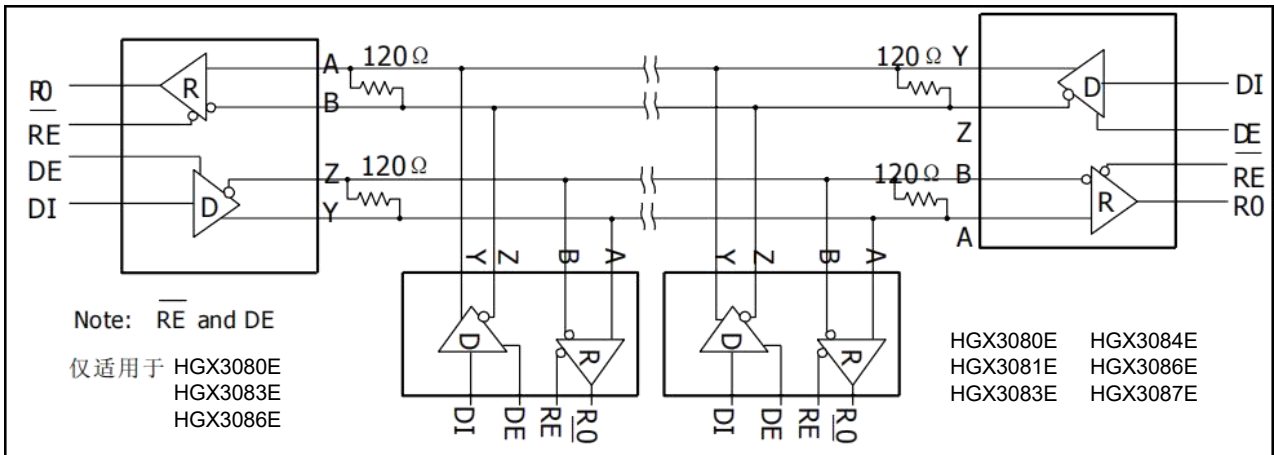 120Ω
120Ω
A
B
Y
Z
R0
RE
DE
DI
R
D
DI
DE
RE
R0
D
R
Z
120Ω
Y
120Ω
B
A
Y Z B A
Y Z B A
D R
D R
DI DE RE R0
DI DE RE R0
Note: RE and DE
仅适用于 HGX3080E
HGX3083E
HGX3086E
HGX3080E HGX3084E
HGX3081E HGX3086E
HGX3083E HGX3087E